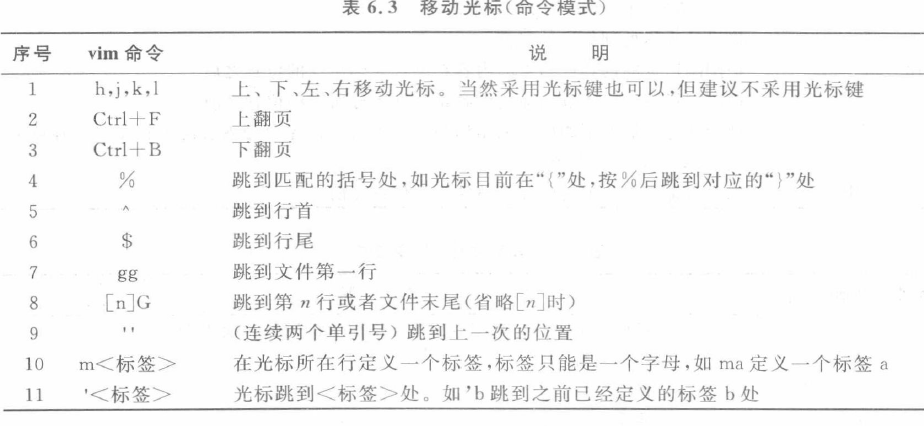 表 6.3 移动光标(命令模式)
序号 vim 命令 说 明
1 h,j,k,l 上、下、左、右移动光标。当然采用光标键也可以,但建议不采用光标键
2 Ctrl+F 上翻页
3 Ctrl+B 下翻页
4 % 跳到匹配的括号处,如光标目前在“{”处,按%后跳到对应的“}”处
5 ^ 跳到行首
6 $ 跳到行尾
7 gg 跳到文件第一行
8 [n]G 跳到第 n 行或者文件末尾(省略[n]时)
9 '' (连续两个单引号) 跳到上一次的位置
10 m<标签> 在光标所在行定义一个标签,标签只能是一个字母,如 ma 定义一个标签 a
11 '<标签> 光标跳到<标签>处。如’b 跳到之前已经定义的标签 b 处